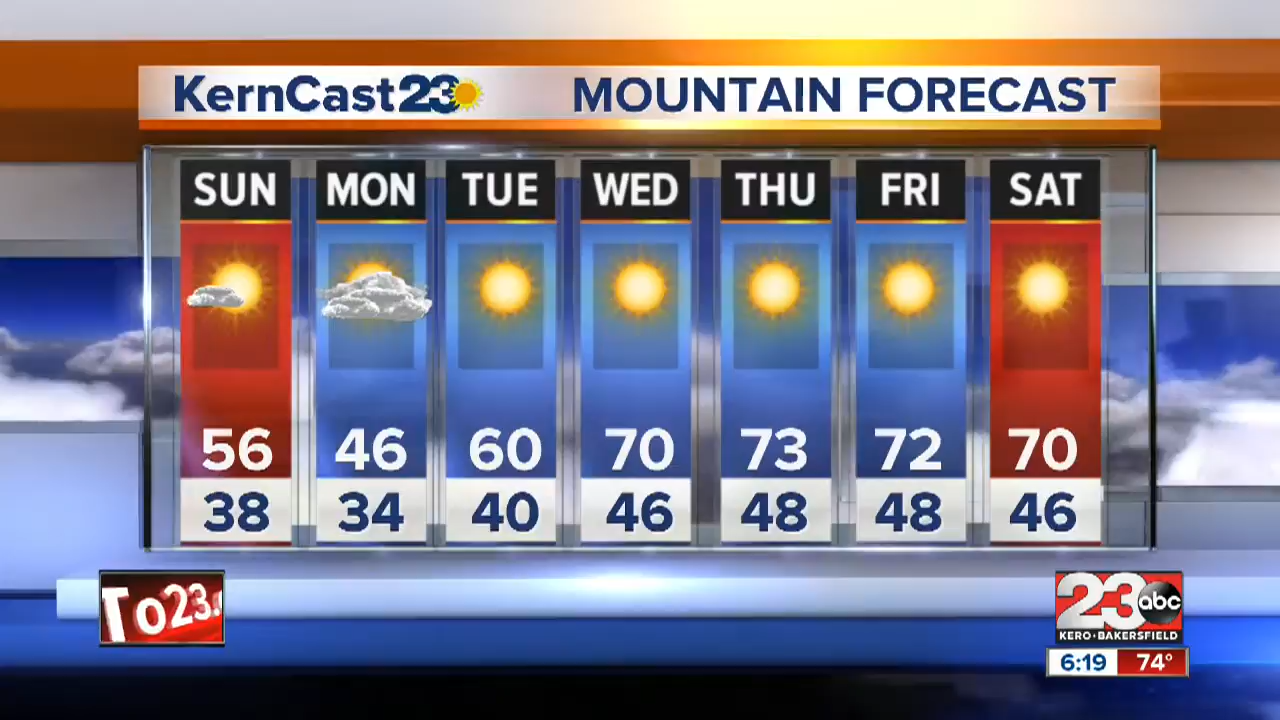 KernCast23 MOUNTAIN FORECAST
SUN MON TUE WED THU FRI SAT
56 46 60 70 73 72 70
38 34 40 46 48 48 46
To23.
23 abc
KERO·BAKERSFIELD
6:19 74°